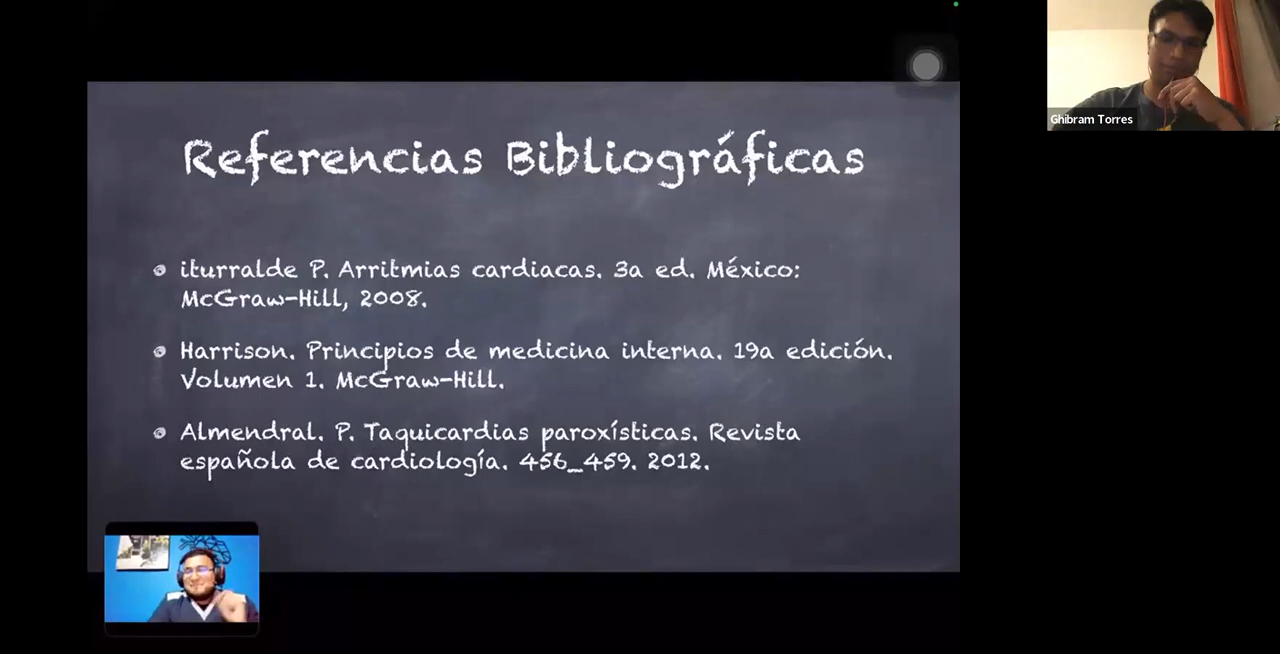 Referencias Bibliográficas
iturralde P. Arritmias cardiacas. 3a ed. México:
McGraw-Hill, 2008.
Harrison. Principios de medicina interna. 19a edición.
Volumen 1. McGraw-Hill.
Almendral. P. Taquicardias paroxísticas. Revista
española de cardiología. 456_459. 2012.
Ghibram Torres